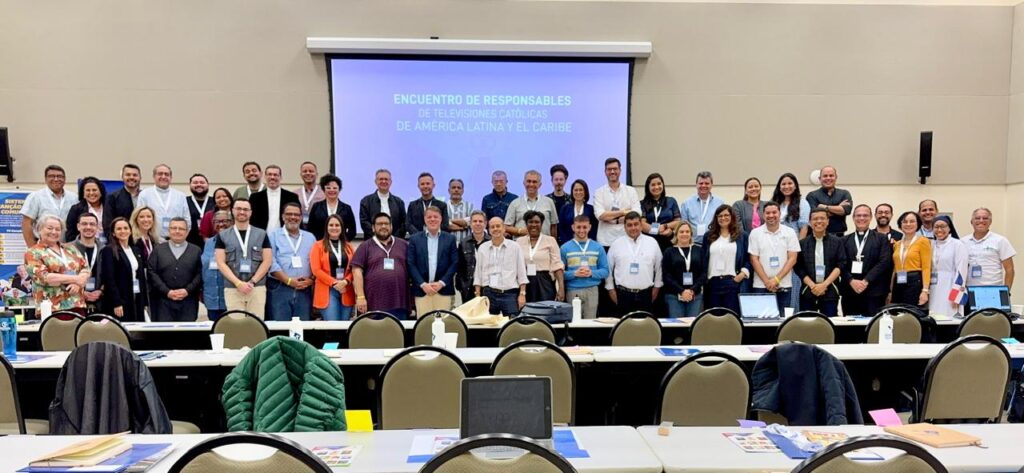 ENCUENTRO DE RESPONSABLES
DE TELEVISIONES CATÓLICAS
DE AMÉRICA LATINA Y EL CARIBE